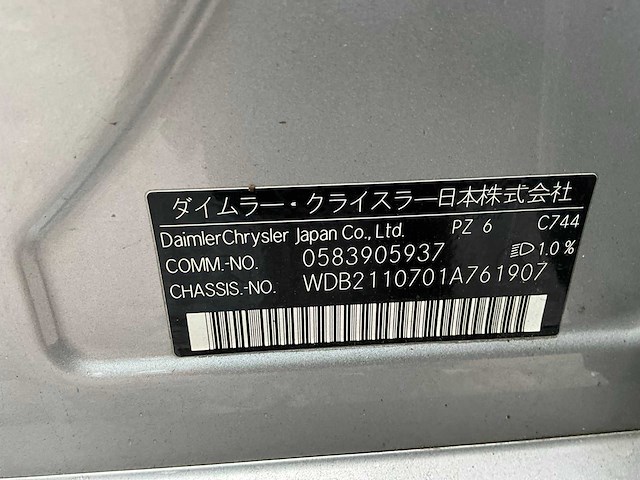 ダイムラー・クライスラー日本株式会社
DaimlerChrysler Japan Co., Ltd. PZ 6 C744
COMM.-NO. 0583905937 1.0 %
CHASSIS.-NO. WDB2110701A761907